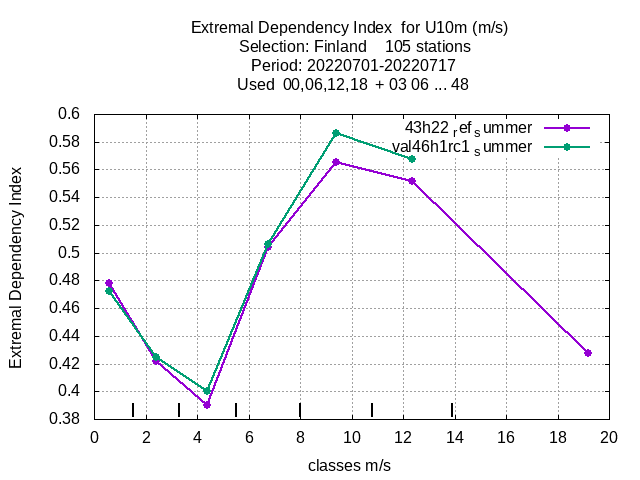 Extremal Dependency Index  for U10m (m/s)
Selection: Finland    105 stations
Period: 20220701-20220717
Used  00,06,12,18  + 03 06 ... 48
0.6
0.58
0.56
0.54
0.52
0.5
0.48
0.46
0.44
0.42
0.4
0.38
Extremal Dependency Index
43h22 ref summer
val46h1rc1 summer
0 2 4 6 8 10 12 14 16 18 20
classes m/s